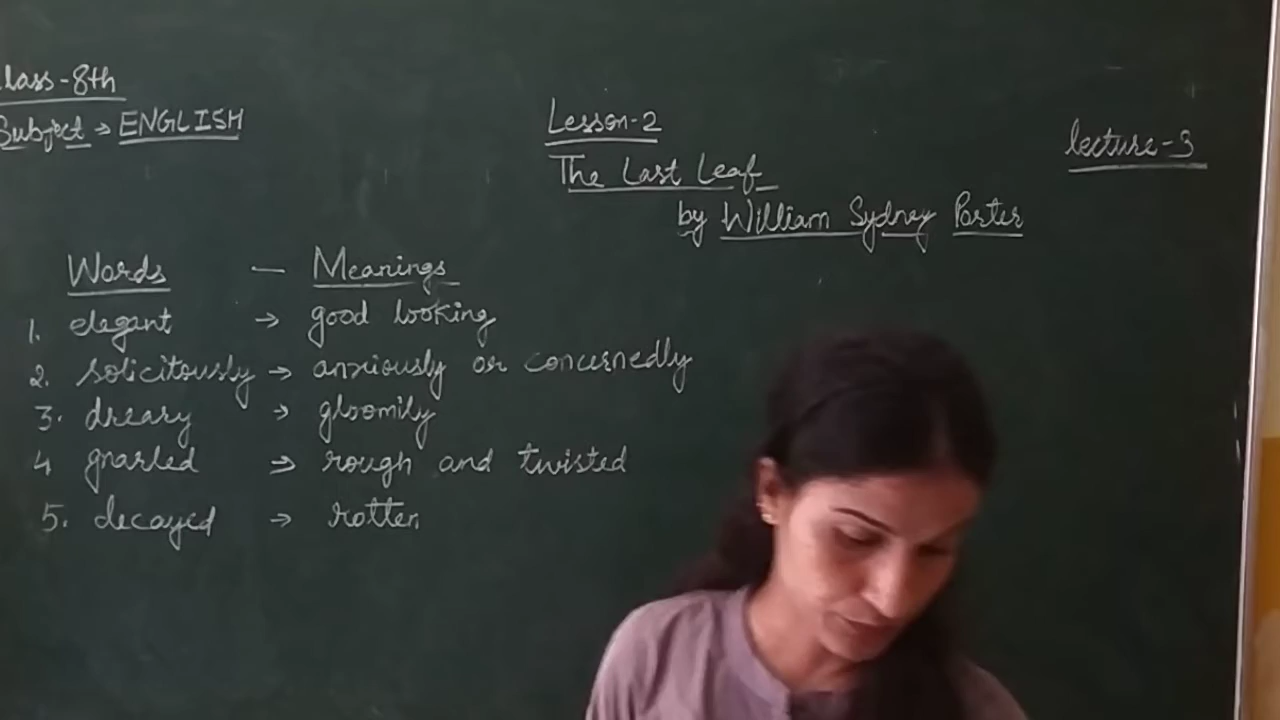 Class-8th
Subject → ENGLISH
Lesson-2
The Last Leaf
by William Sydney Porter
lecture-3
Words — Meanings
1. elegant → good looking
2. solicitously → anxiously or concernedly
3. dreary → gloomily
4 gnarled → rough and twisted
5. decayed → rotten